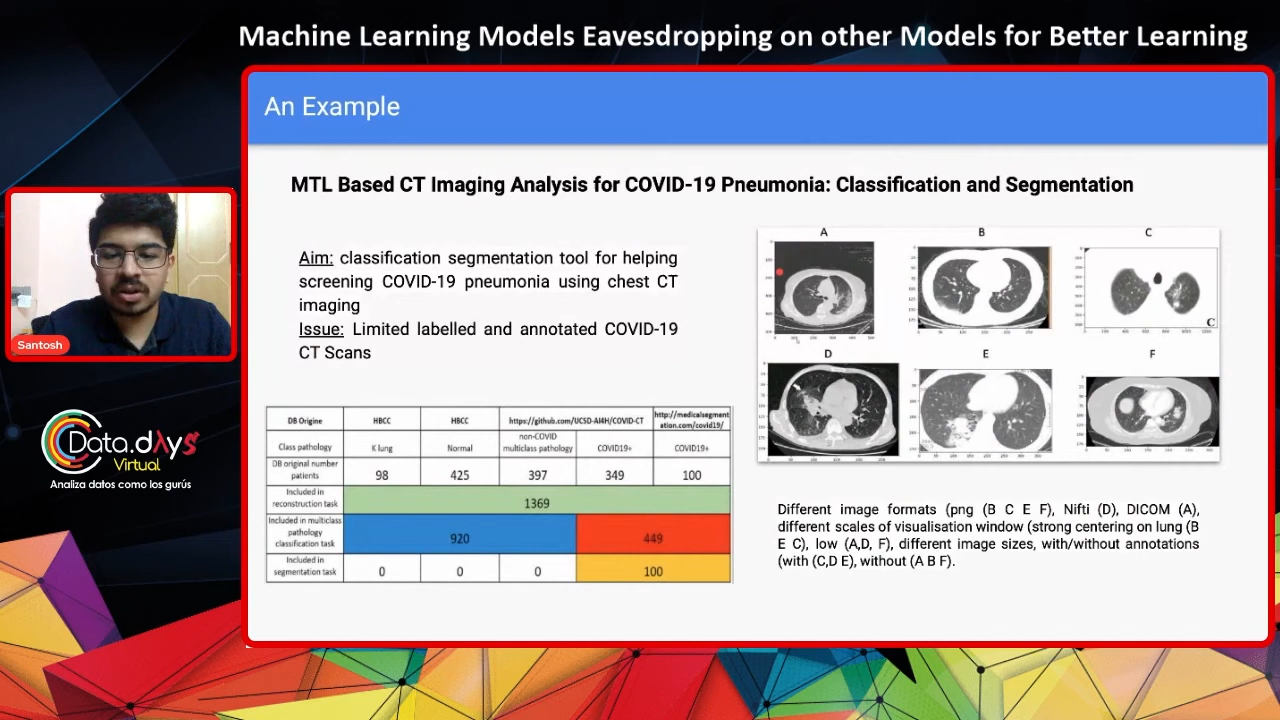 Machine Learning Models Eavesdropping on other Models for Better Learning
An Example
MTL Based CT Imaging Analysis for COVID-19 Pneumonia: Classification and Segmentation
Aim: classification segmentation tool for helping
screening COVID-19 pneumonia using chest CT
imaging
Issue: Limited labelled and annotated COVID-19
CT Scans
DB Origine HBCC HBCC https://github.com/UCSD-AI4H/COVID-CT http://medicalsegment
ation.com/covid19/
Class pathology K lung Normal non-COVID
multiclass pathology COVID19+ COVID19+
DB original number
patients 98 425 397 349 100
Included in
reconstruction task 1369
Included in multiclass
pathology
classification task 920 449
Included in
segmentation task 0 0 0 100
A B C
C
D E F
Different image formats (png (B C E F), Nifti (D), DICOM (A),
different scales of visualisation window (strong centering on lung (B
E C), low (A,D, F), different image sizes, with/without annotations
(with (C,D E), without (A B F).
Santosh
Data.dAys
Virtual
Analiza datos como los gurús